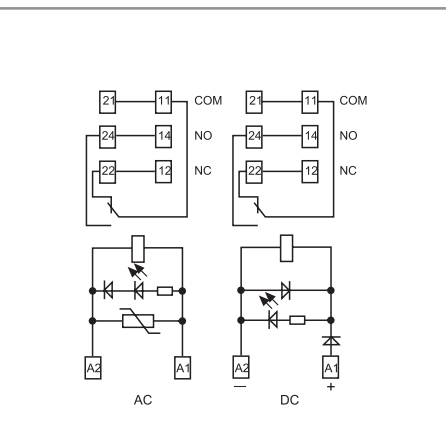 21 11 COM 21 11 COM
24 14 NO 24 14 NO
22 12 NC 22 12 NC
A2 A1 A2 A1
— +
AC DC